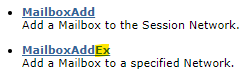 MailboxAdd
Add a Mailbox to the Session Network.
MailboxAddEx
Add a Mailbox to a specified Network.